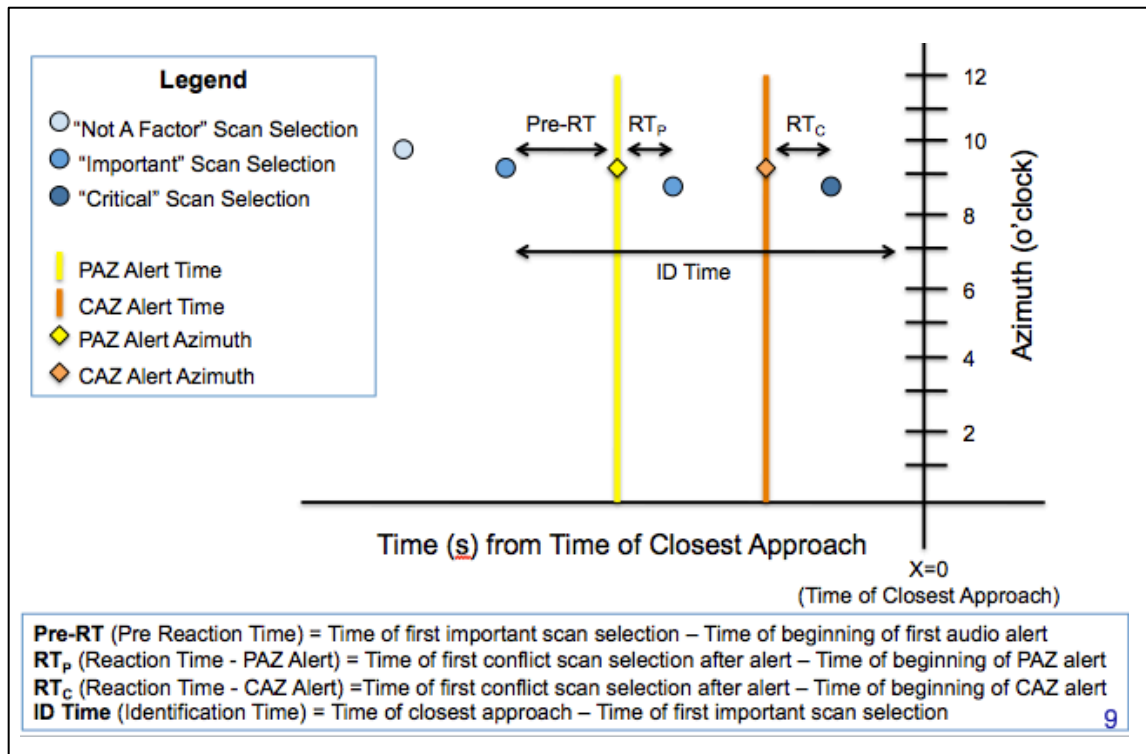 Legend
"Not A Factor" Scan Selection
"Important" Scan Selection
"Critical" Scan Selection
PAZ Alert Time
CAZ Alert Time
PAZ Alert Azimuth
CAZ Alert Azimuth
Pre-RT
RTP
RTC
ID Time
12
10
8
6
4
2
Azimuth (o'clock)
Time (s) from Time of Closest Approach
X=0
(Time of Closest Approach)
Pre-RT (Pre Reaction Time) = Time of first important scan selection – Time of beginning of first audio alert
RTP (Reaction Time - PAZ Alert) = Time of first conflict scan selection after alert – Time of beginning of PAZ alert
RTC (Reaction Time - CAZ Alert) =Time of first conflict scan selection after alert – Time of beginning of CAZ alert
ID Time (Identification Time) = Time of closest approach – Time of first important scan selection
9